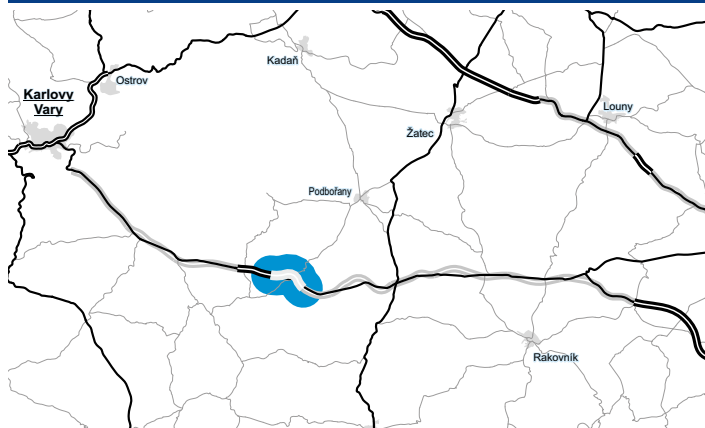 Kadaň
Ostrov
Karlovy
Vary
Louny
Žatec
Podbořany
Rakovník